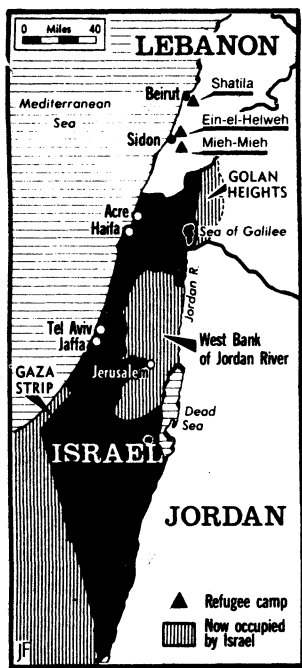 0 Miles 40
LEBANON
Beirut
Shatila
Mediterranean
Sea
Ein-el-Helweh
Sidon
Mieh-Mieh
GOLAN
HEIGHTS
Acre
Haifa
Sea of Galilee
Jordan R.
Tel Aviv
Jaffa
West Bank
of Jordan River
GAZA
STRIP
Jerusalem
Dead
Sea
ISRAEL
JORDAN
Refugee camp
Now occupied
by Israel
JF